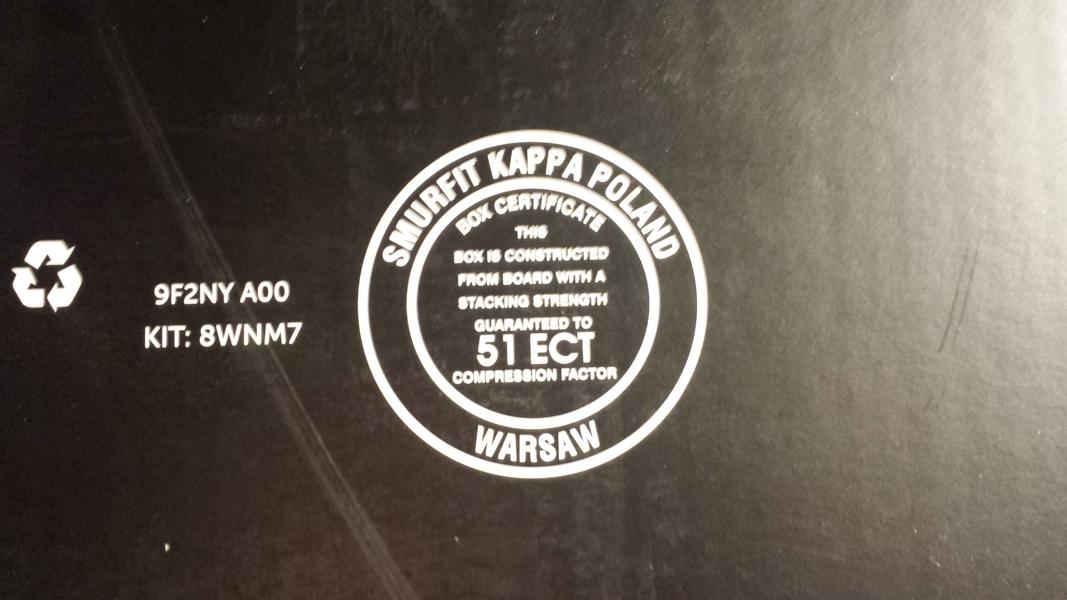 9F2NY A00
KIT: 8WNM7
SMURFIT KAPPA POLAND
BOX CERTIFICATE
THIS
BOX IS CONSTRUCTED
FROM BOARD WITH A
STACKING STRENGTH
GUARANTEED TO
51 ECT
COMPRESSION FACTOR
WARSAW